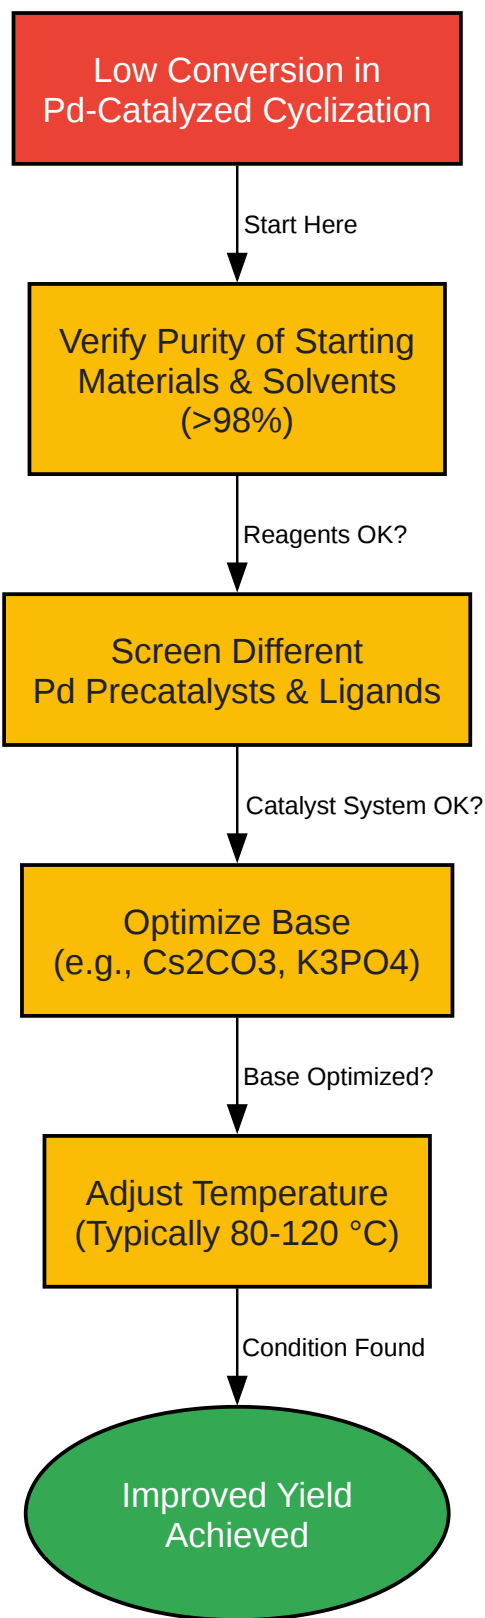 Low Conversion in
Pd-Catalyzed Cyclization
Start Here
Verify Purity of Starting
Materials & Solvents
(>98%)
Reagents OK?
Screen Different
Pd Precatalysts & Ligands
Catalyst System OK?
Optimize Base
(e.g., Cs2CO3, K3PO4)
Base Optimized?
Adjust Temperature
(Typically 80-120 °C)
Condition Found
Improved Yield
Achieved